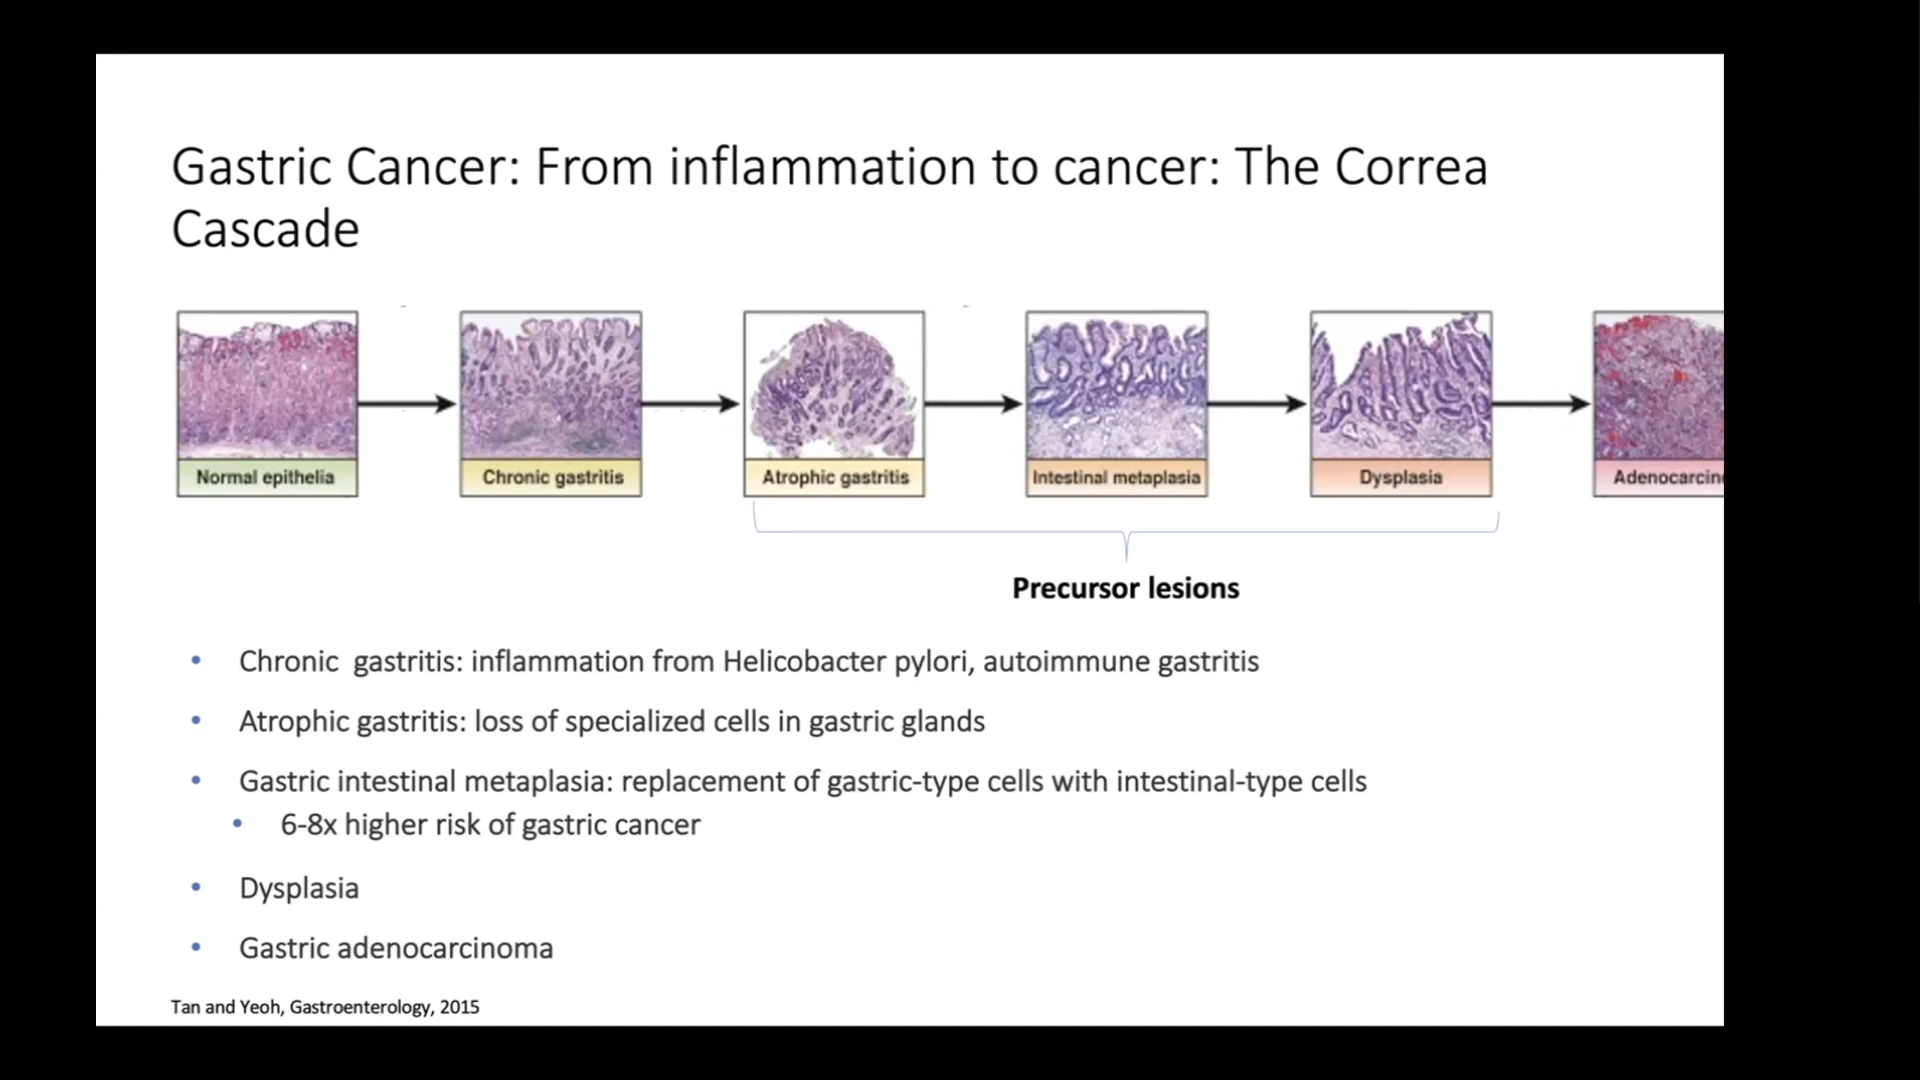 Gastric Cancer: From inflammation to cancer: The Correa
Cascade
Normal epithelia
Chronic gastritis
Atrophic gastritis
Intestinal metaplasia
Dysplasia
Adenocarcin
Precursor lesions
• Chronic gastritis: inflammation from Helicobacter pylori, autoimmune gastritis
• Atrophic gastritis: loss of specialized cells in gastric glands
• Gastric intestinal metaplasia: replacement of gastric-type cells with intestinal-type cells
• 6-8x higher risk of gastric cancer
• Dysplasia
• Gastric adenocarcinoma
Tan and Yeoh, Gastroenterology, 2015